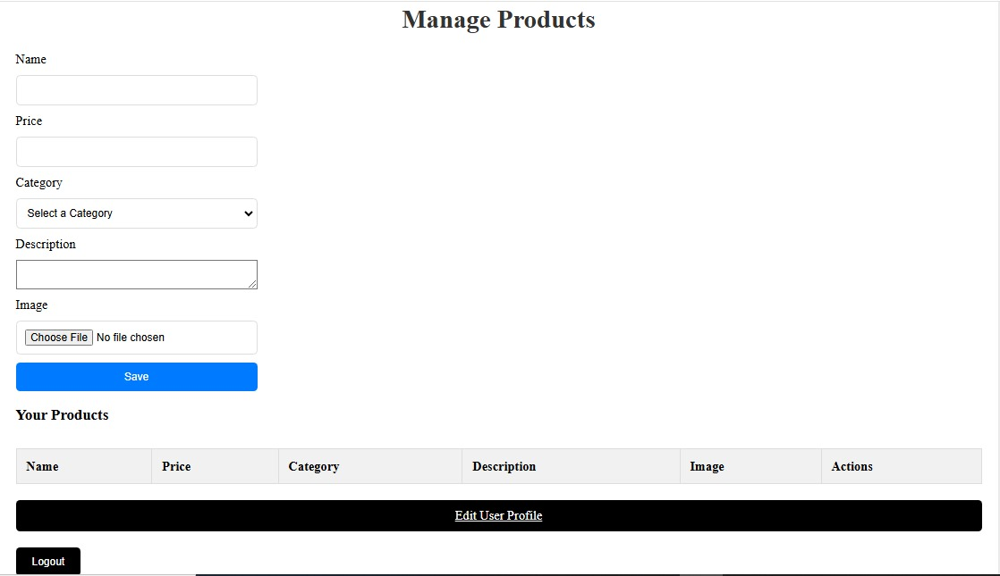 Manage Products
Name
Price
Category
Select a Category
Description
Image
Choose File No file chosen
Save
Your Products
Name Price Category Description Image Actions
Edit User Profile
Logout